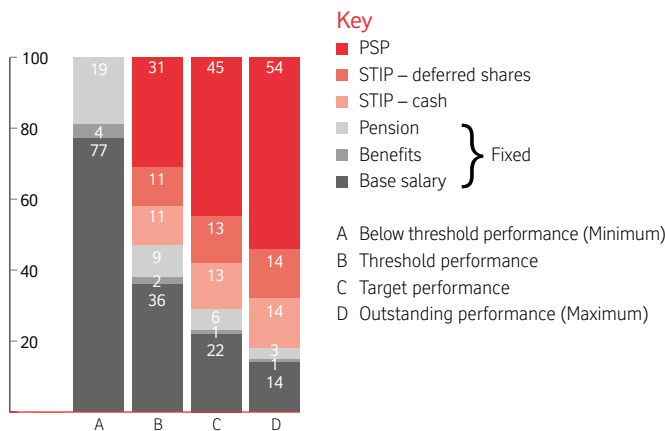 100
80
60
40
20
19
4
77
31
11
11
9
2
36
45
13
13
6
1
22
54
14
14
3
1
14
A B C D
Key
PSP
STIP – deferred shares
STIP – cash
Pension
Benefits
Base salary
Fixed
A Below threshold performance (Minimum)
B Threshold performance
C Target performance
D Outstanding performance (Maximum)